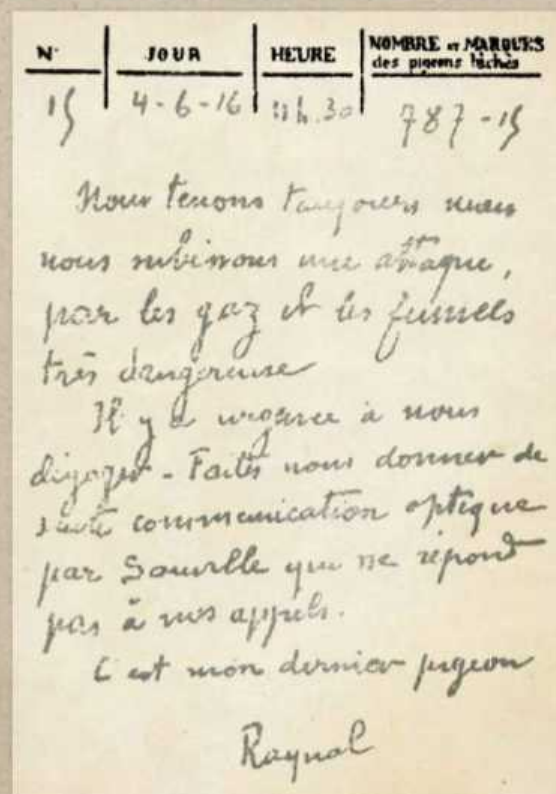 N° JOUR HEURE NOMBRE ET MARQUES
des pigeons lâchés
15 4-6-16 11h.30 787-15
Nous tenons toujours mais
nous subissons une attaque,
par les gaz et les fumées
très dangereuse
Il y a urgence à nous
dégager - Faites nous donner de
suite communication optique
par Souville qui ne répond
pas à nos appels.
C'est mon dernier pigeon
Raynal